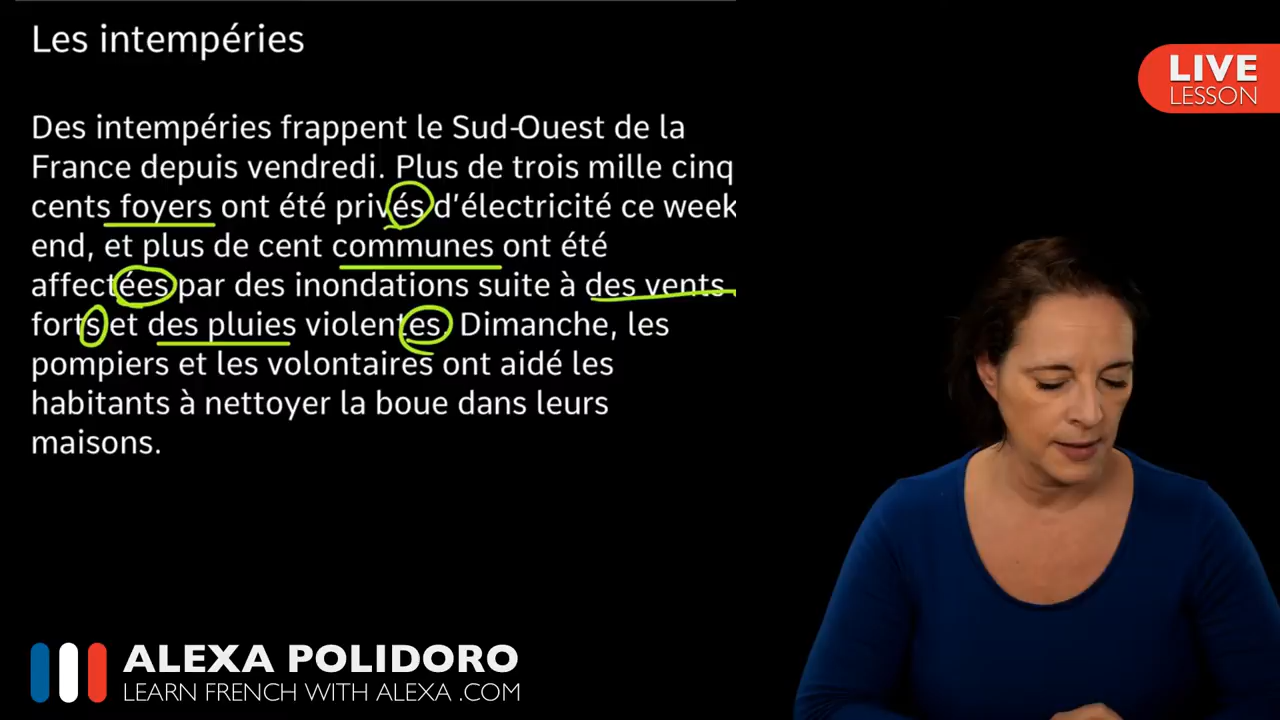 Les intempéries
Des intempéries frappent le Sud-Ouest de la
France depuis vendredi. Plus de trois mille cinq
cents foyers ont été privés d’électricité ce week
end, et plus de cent communes ont été
affectées par des inondations suite à des vents
forts et des pluies violentes. Dimanche, les
pompiers et les volontaires ont aidé les
habitants à nettoyer la boue dans leurs
maisons.
LIVE
LESSON
ALEXA POLIDORO
LEARN FRENCH WITH ALEXA .COM